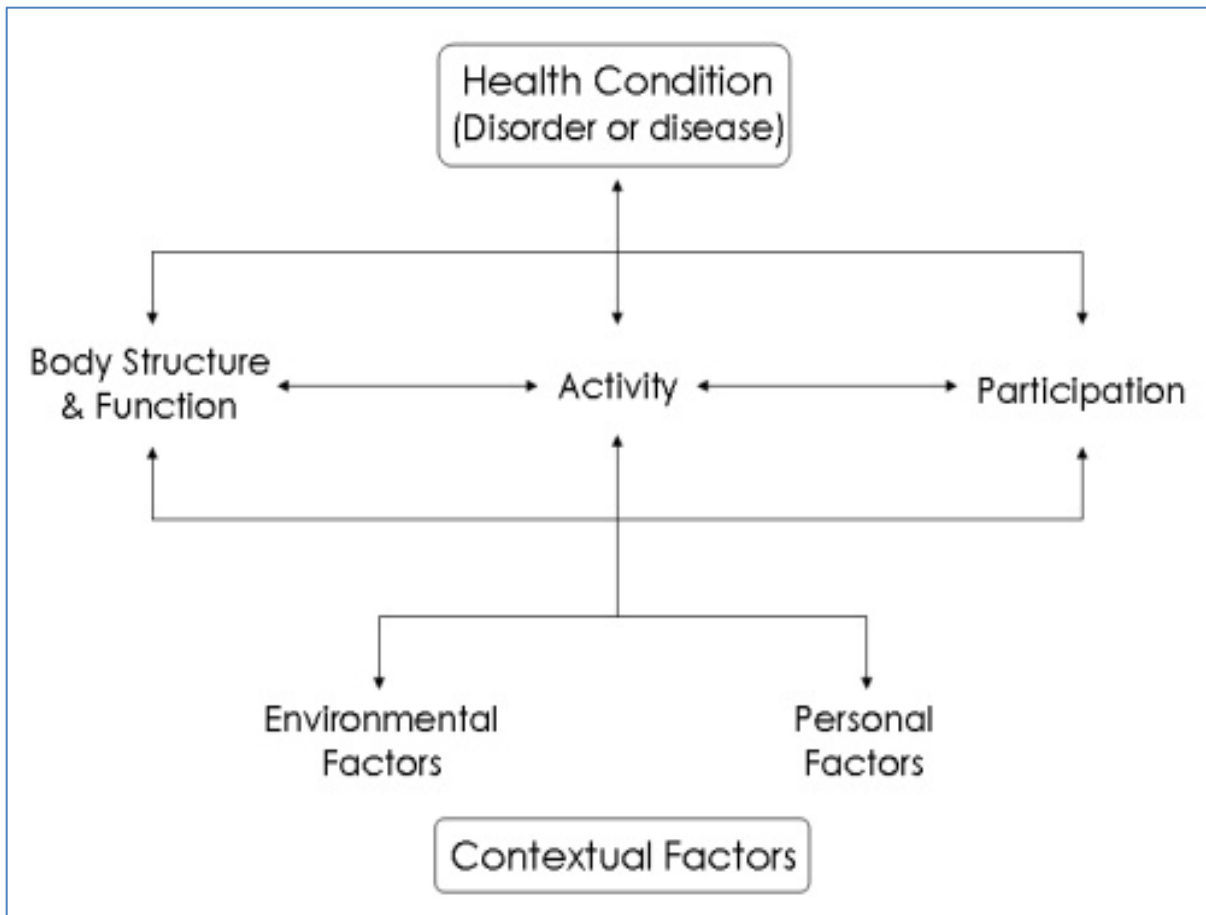 Health Condition
(Disorder or disease)
Body Structure
& Function
Activity
Participation
Environmental
Factors
Personal
Factors
Contextual Factors